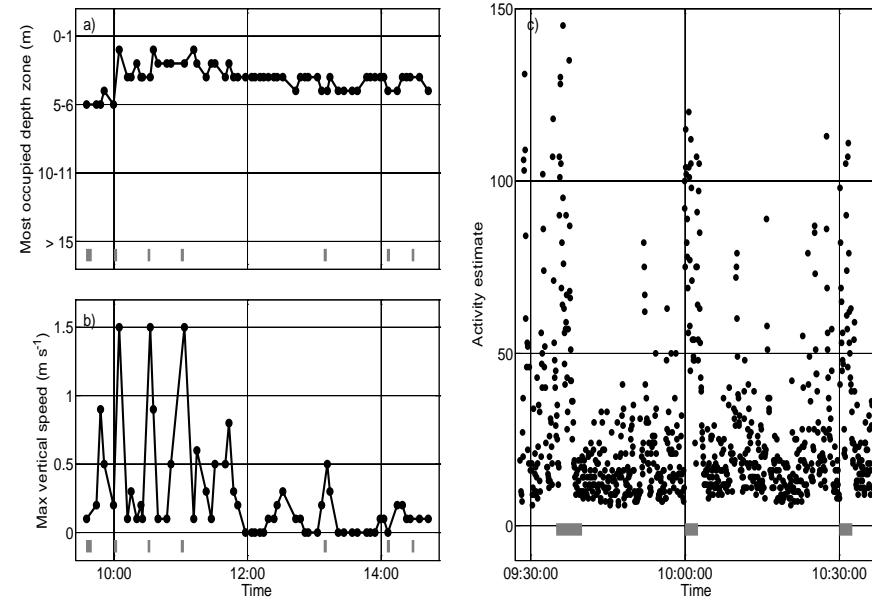 a)
Most occupied depth zone (m)
0-1
5-6
10-11
> 15
b)
Max vertical speed (m s-1)
1.5
1
0.5
0
10:00 12:00 14:00
Time
c)
Activity estimate
150
100
50
0
09:30:00 10:00:00 10:30:00
Time